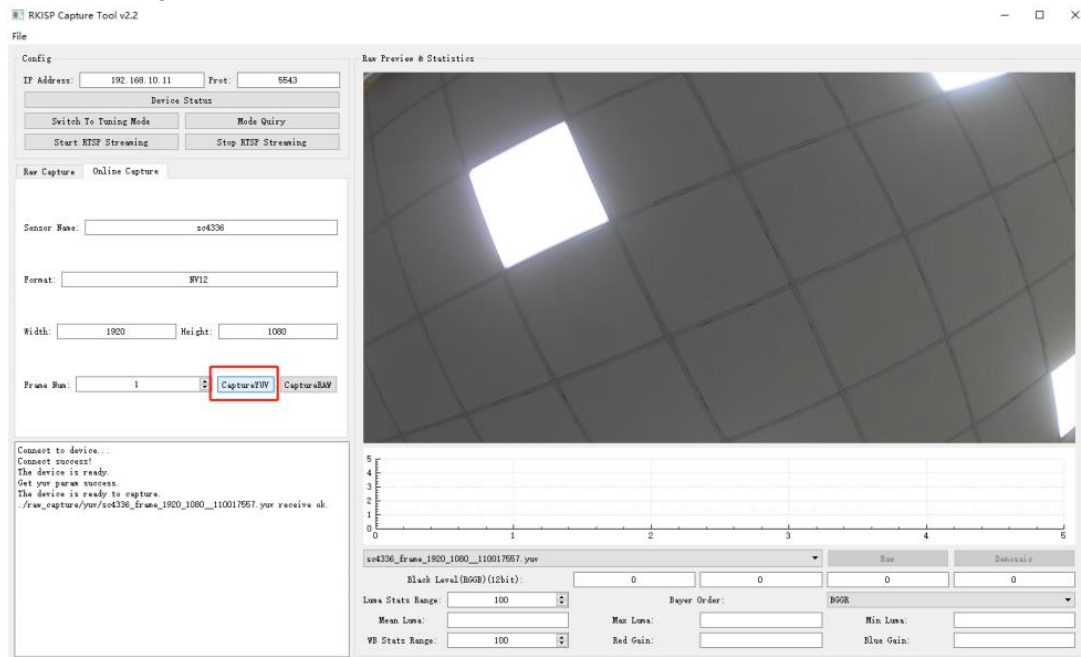 RKISP Capture Tool v2.2
File
Config
IP Address: 192.168.10.11 Prot: 5543
Device Status
Switch To Tuning Mode Mode Quiry
Start RTSP Streaming Stop RTSP Streaming
Raw Capture Online Capture
Sensor Name: sc4336
Format: NV12
Width: 1920 Height: 1080
Frame Num: 1 CaptureYUV CaptureRAW
Connect to device...
Connect success!
The device is ready.
Get yuv param success.
The device is ready to capture.
./raw_capture/yuv/sc4336_frame_1920_1080__110017557.yuv receive ok.
Raw Preview & Statistics
5
4
3
2
1
0
0 1 2 3 4 5
sc4336_frame_1920_1080__110017557.yuv Raw Demosaic
Black Level(RGGB)(12bit): 0 0 0 0
Luma Stats Range: 100 Bayer Order: BGGR
Mean Luma: Max Luma: Min Luma:
WB Stats Range: 100 Red Gain: Blue Gain: